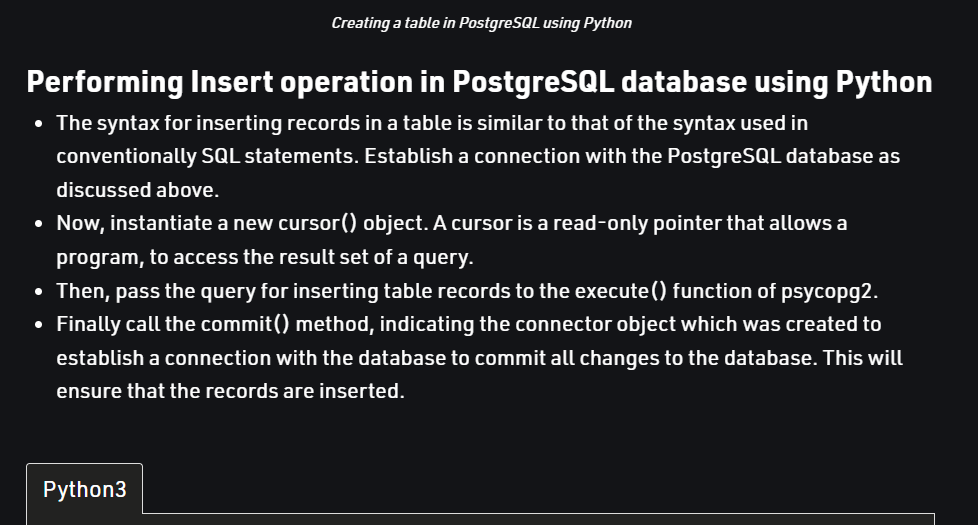 Creating a table in PostgreSQL using Python
Performing Insert operation in PostgreSQL database using Python
• The syntax for inserting records in a table is similar to that of the syntax used in
conventionally SQL statements. Establish a connection with the PostgreSQL database as
discussed above.
• Now, instantiate a new cursor() object. A cursor is a read-only pointer that allows a
program, to access the result set of a query.
• Then, pass the query for inserting table records to the execute() function of psycopg2.
• Finally call the commit() method, indicating the connector object which was created to
establish a connection with the database to commit all changes to the database. This will
ensure that the records are inserted.
Python3